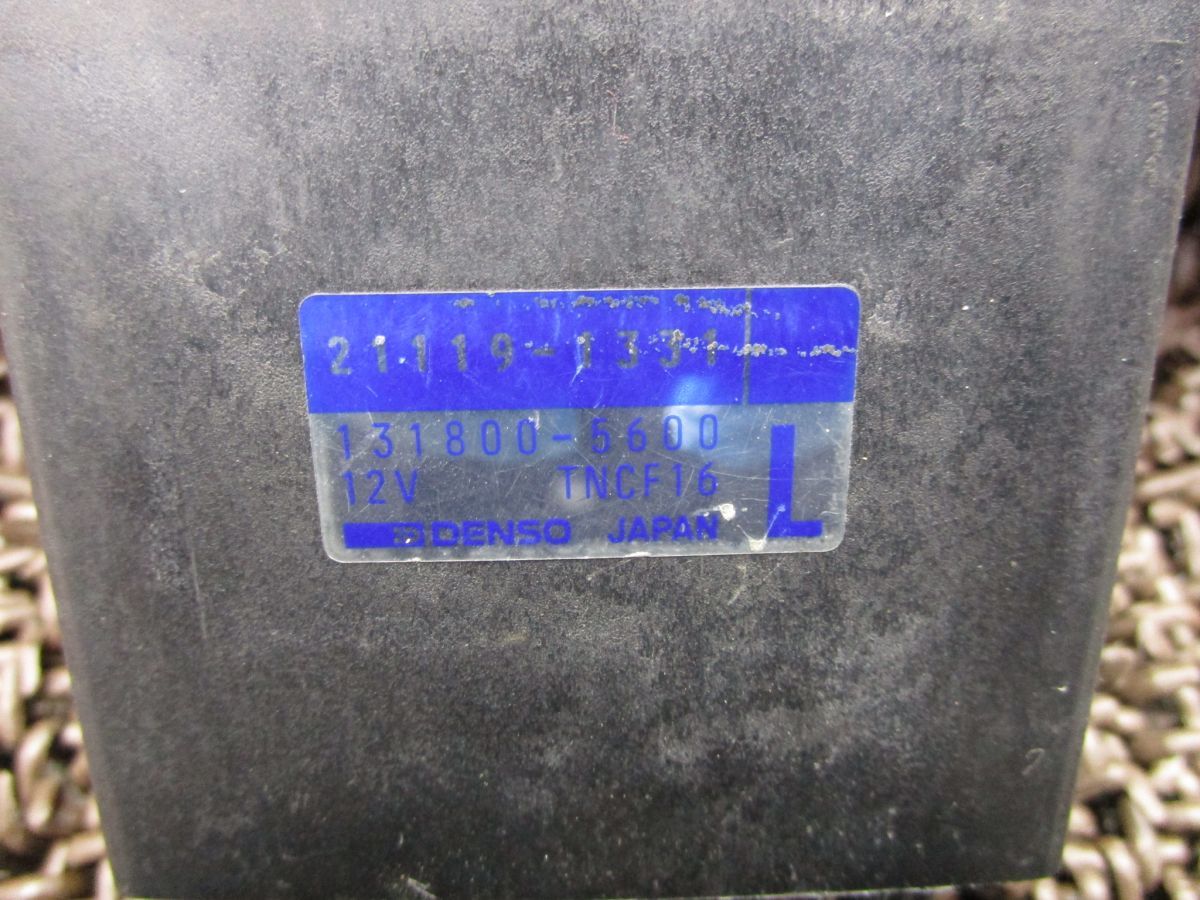 21119-1331
131800-5600
12V TNCF16
DENSO JAPAN L